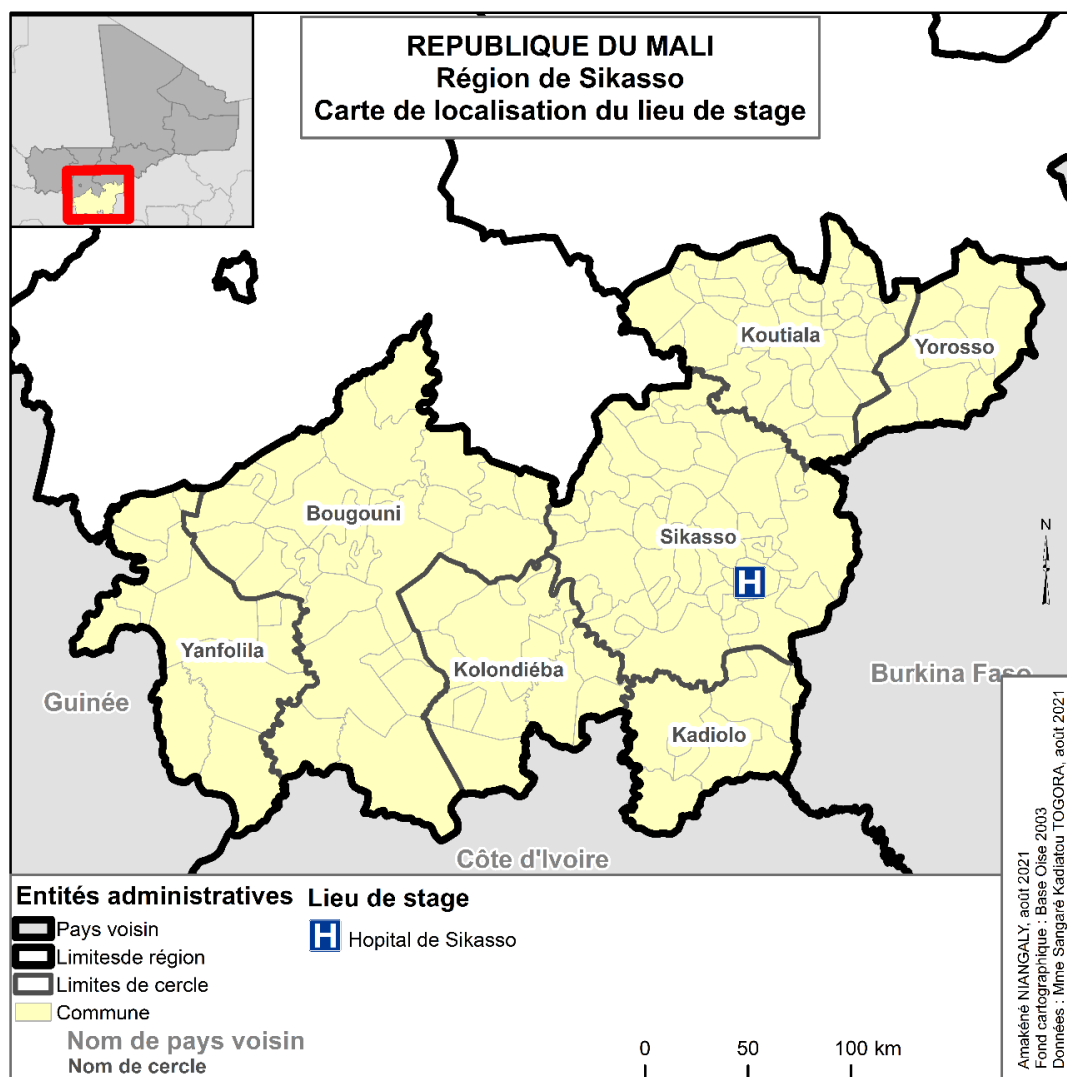 REPUBLIQUE DU MALI
Région de Sikasso
Carte de localisation du lieu de stage
Koutiala
Yorosso
Bougouni
Sikasso
N
H
Yanfolila
Kolondiéba
Burkina Faso
Guinée
Kadiolo
Côte d'Ivoire
Entités administratives
Pays voisin
Limitesde région
Limites de cercle
Commune
Nom de pays voisin
Nom de cercle
Lieu de stage
H Hopital de Sikasso
0 50 100 km
Amakéné NIANGALY, août 2021
Fond cartographique : Base Oise 2003
Données : Mme Sangaré Kadiatou TOGORA, août 2021